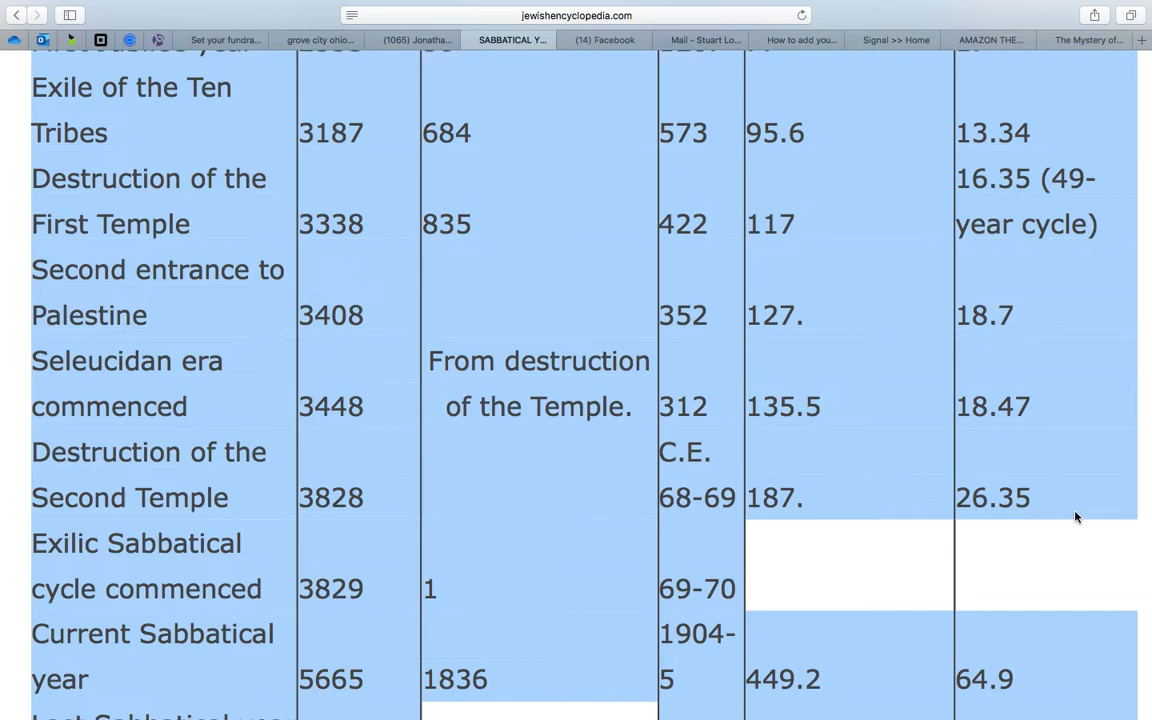 jewishencyclopedia.com
Set your fundra...
grove city ohio...
(1065) Jonatha...
SABBATICAL Y...
(14) Facebook
Mail - Stuart Lo...
How to add you...
Signal >> Home
AMAZON THE...
The Mystery of...
Exile of the Ten
Tribes 3187 684 573 95.6 13.34
Destruction of the 16.35 (49-
First Temple 3338 835 422 117 year cycle)
Second entrance to
Palestine 3408 352 127. 18.7
Seleucidan era From destruction
commenced 3448 of the Temple. 312 135.5 18.47
Destruction of the C.E.
Second Temple 3828 68-69 187. 26.35
Exilic Sabbatical
cycle commenced 3829 1 69-70
Current Sabbatical 1904-
year 5665 1836 5 449.2 64.9
Last Sabbatical year